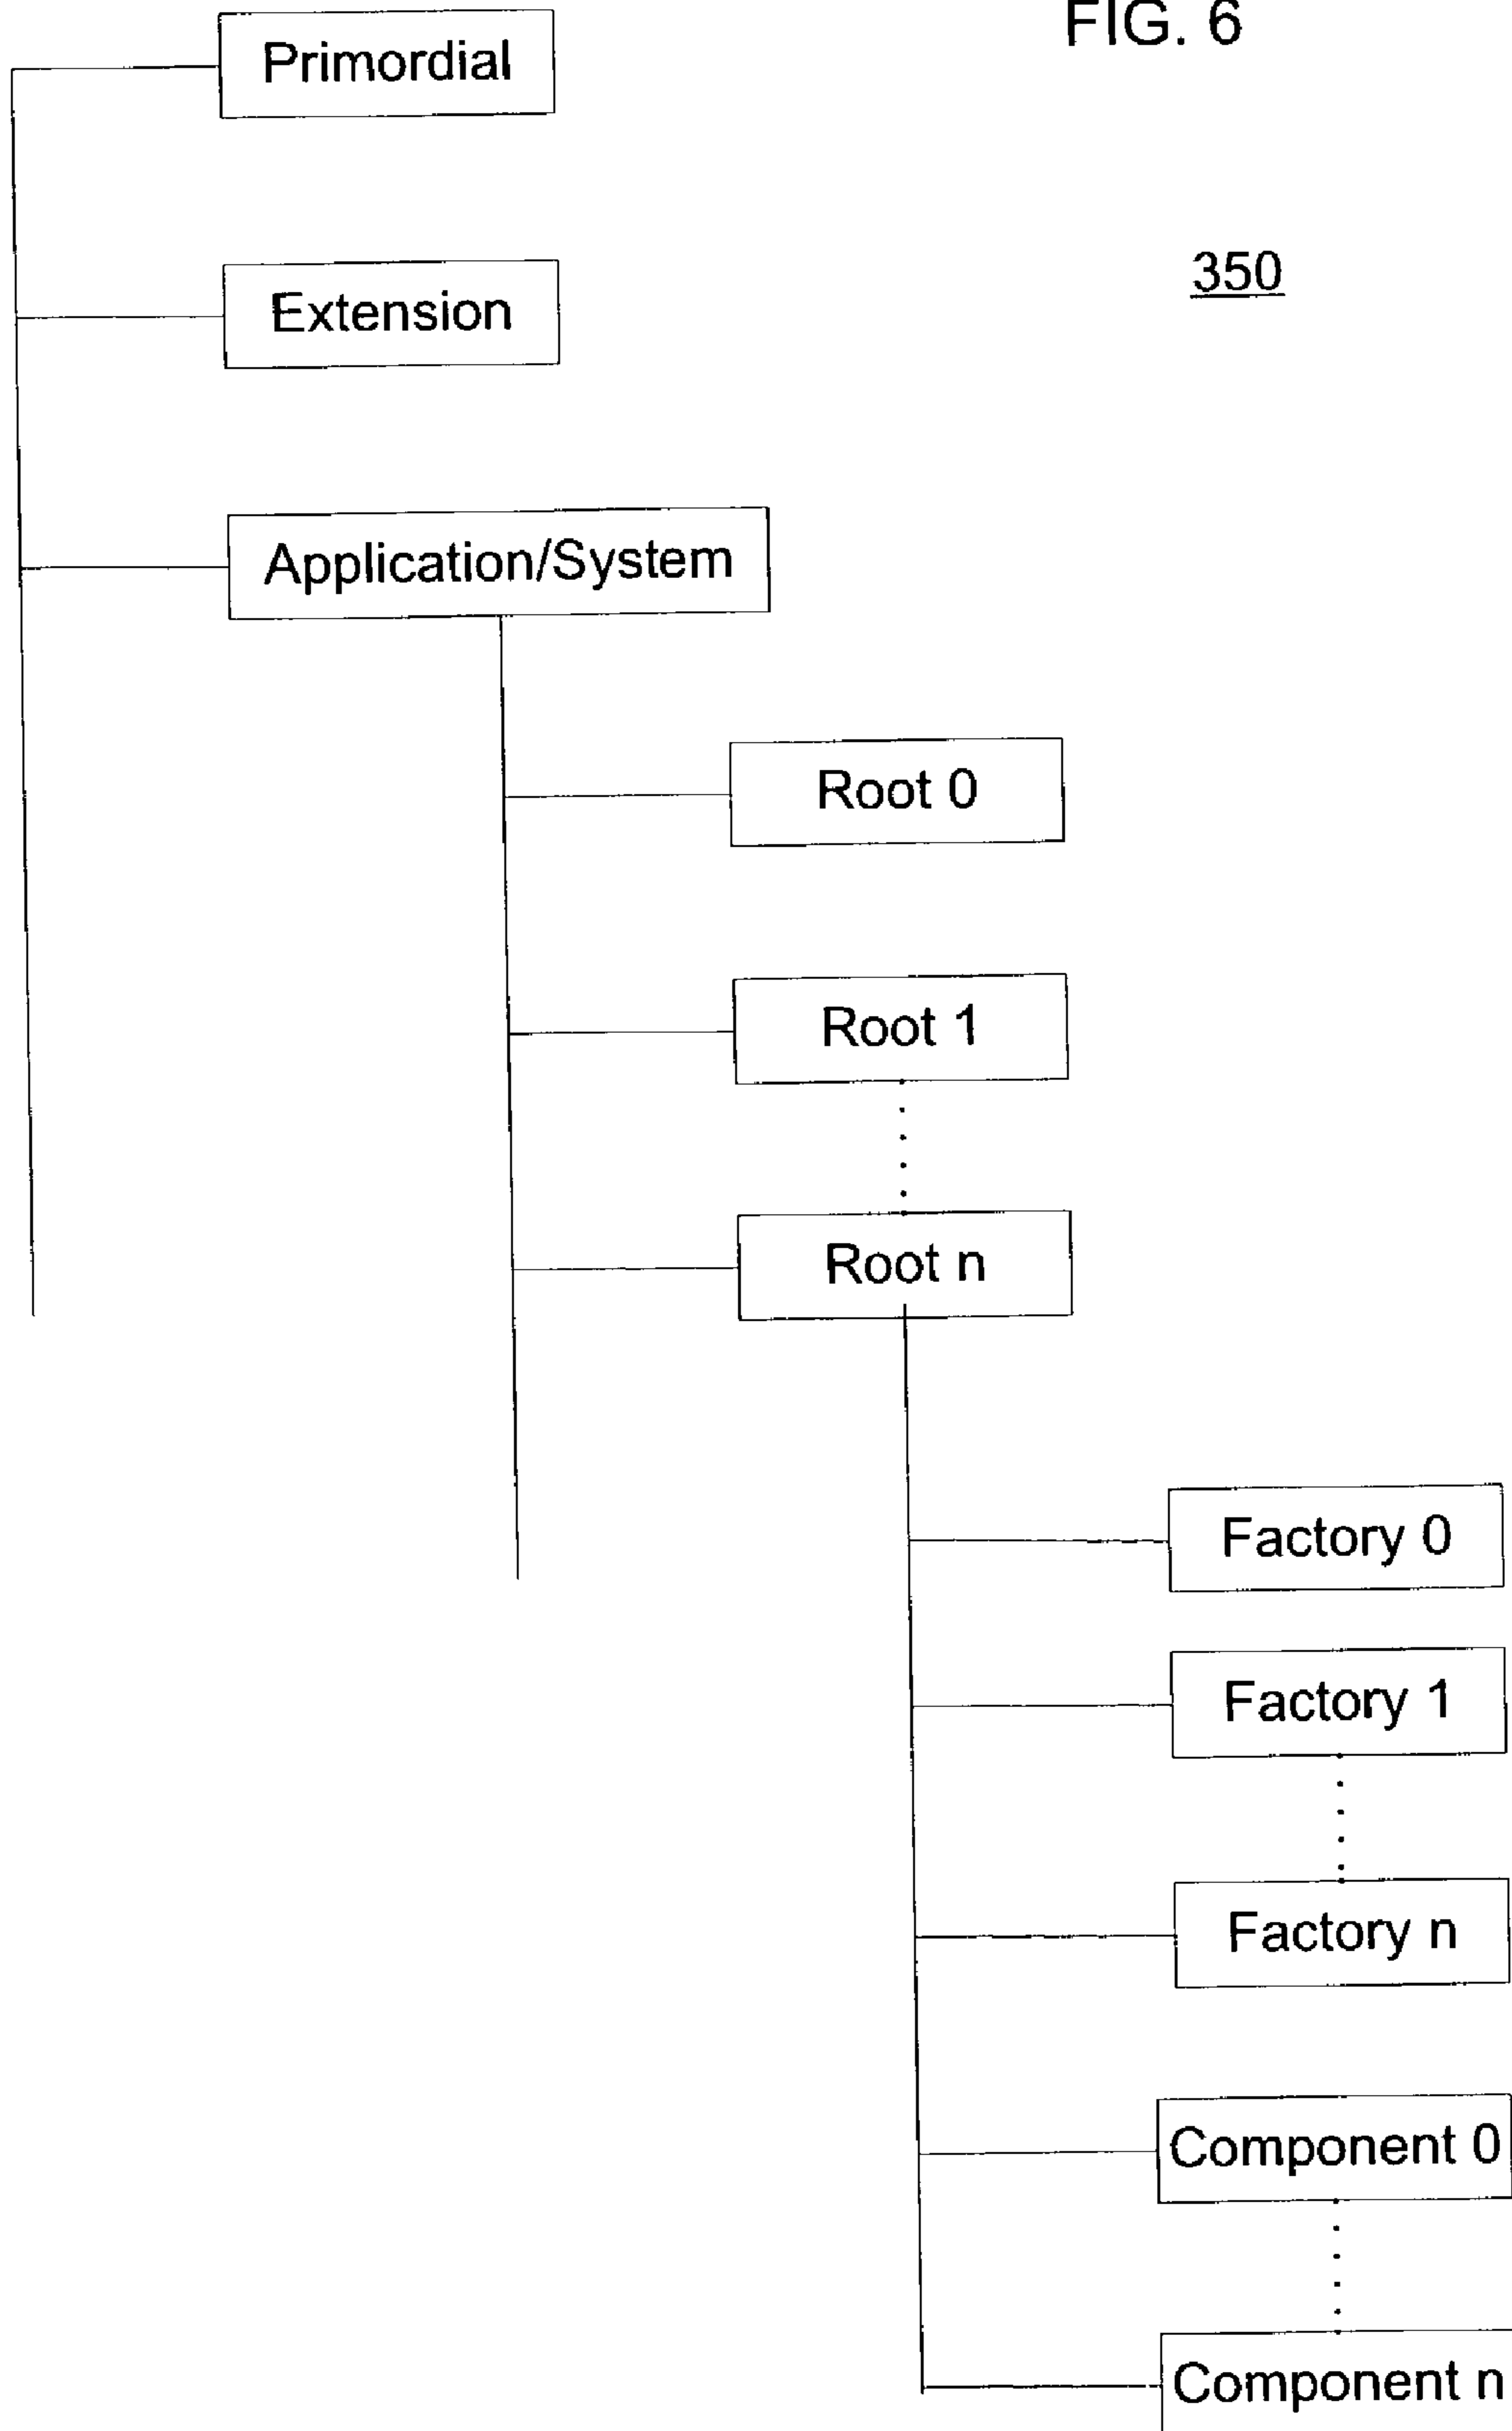 FIG. 6
Primordial
350
Extension
Application/System
Root 0
Root 1
Root n
Factory 0
Factory 1
Factory n
Component 0
Component n